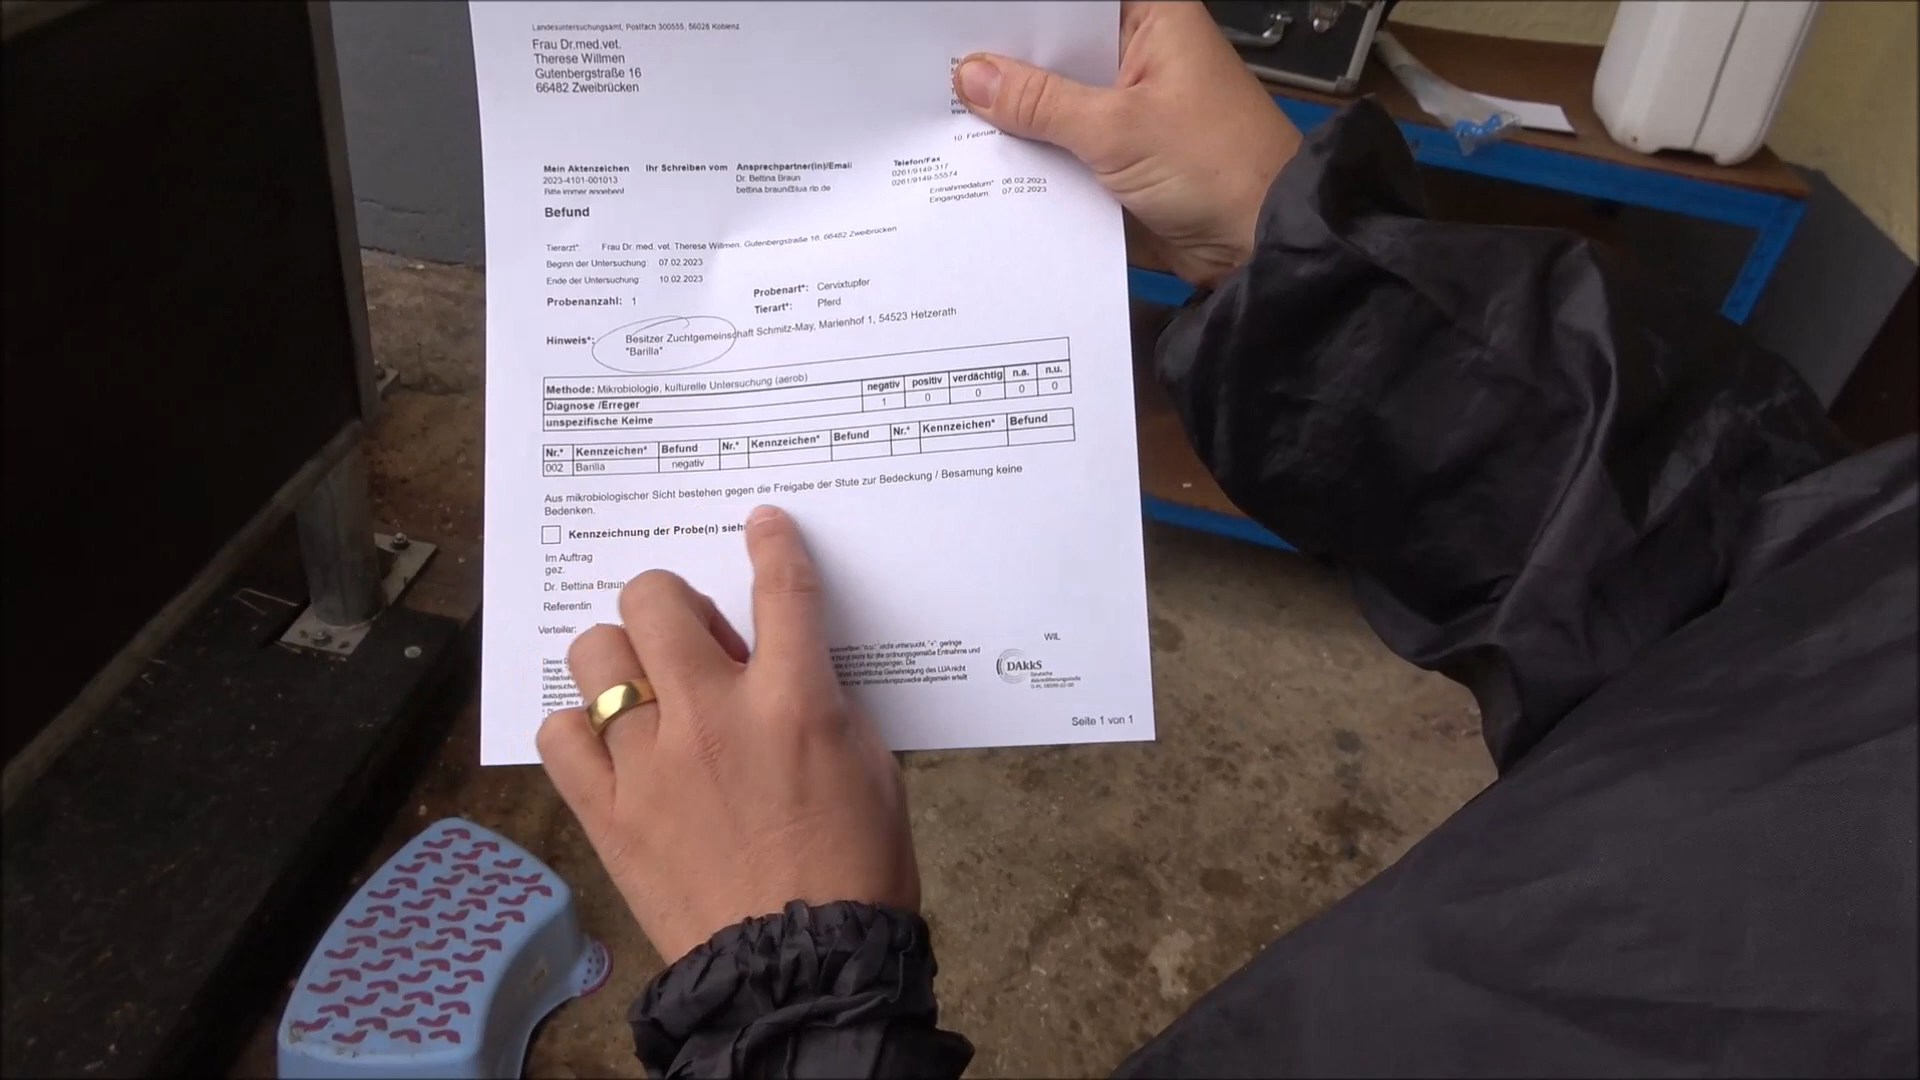 Landesuntersuchungsamt, Postfach 300555, 56028 Koblenz
Frau Dr.med.vet.
Therese Willmen
Gutenbergstraße 16
66482 Zweibrücken
10. Februar
Mein Aktenzeichen Ihr Schreiben vom Ansprechpartner(in)/Email Telefon/Fax
2023-4101-001013 Dr. Bettina Braun 0261/9149-317
Bitte immer angeben! bettina.braun@lua.rlp.de 0261/9149-55574
Entnahmedatum*: 06.02.2023
Eingangsdatum: 07.02.2023
Befund
Tierarzt*: Frau Dr. med. vet. Therese Willmen, Gutenbergstraße 16, 66482 Zweibrücken
Beginn der Untersuchung: 07.02.2023
Ende der Untersuchung: 10.02.2023
Probenanzahl: 1 Probenart*: Cervixtupfer
Tierart*: Pferd
Hinweis*: Besitzer Zuchtgemeinschaft Schmitz-May, Marienhof 1, 54523 Hetzerath
"Barilla"
Methode: Mikrobiologie, kulturelle Untersuchung (aerob)
Diagnose /Erreger negativ positiv verdächtig n.a. n.u.
unspezifische Keime 1 0 0 0 0
Nr.* Kennzeichen* Befund Nr.* Kennzeichen* Befund Nr.* Kennzeichen* Befund
002 Barilla negativ
Aus mikrobiologischer Sicht bestehen gegen die Freigabe der Stute zur Bedeckung / Besamung keine
Bedenken.
Kennzeichnung der Probe(n)
Im Auftrag
gez.
Dr. Bettina Braun
Referentin
Verteiler:
WIL
DAkkS
Deutsche
Akkreditierungsstelle
Seite 1 von 1